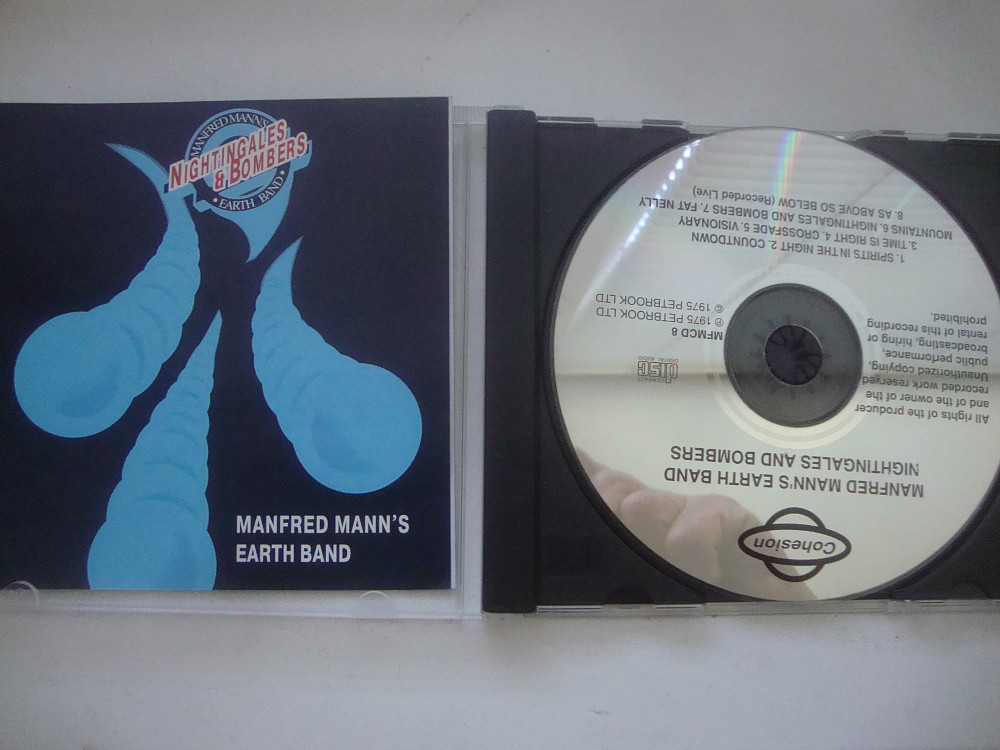 MANFRED MANN'S
NIGHTINGALES
& BOMBERS
• EARTH BAND •
MANFRED MANN'S
EARTH BAND
Cohesion
MANFRED MANN'S EARTH BAND
NIGHTINGALES AND BOMBERS
All rights of the producer
and of the owner of the
recorded work reserved
Unauthorized copying,
public performance,
broadcasting, hiring or
rental of this recording
prohibited.
COMPACT
disc
DIGITAL AUDIO
MFMCD 8
℗ 1975 PETBROOK LTD
© 1975 PETBROOK LTD
1. SPIRITS IN THE NIGHT 2. COUNTDOWN
3. TIME IS RIGHT 4. CROSSFADE 5. VISIONARY
MOUNTAINS 6. NIGHTINGALES AND BOMBERS 7. FAT NELLY
8. AS ABOVE SO BELOW (Recorded Live)